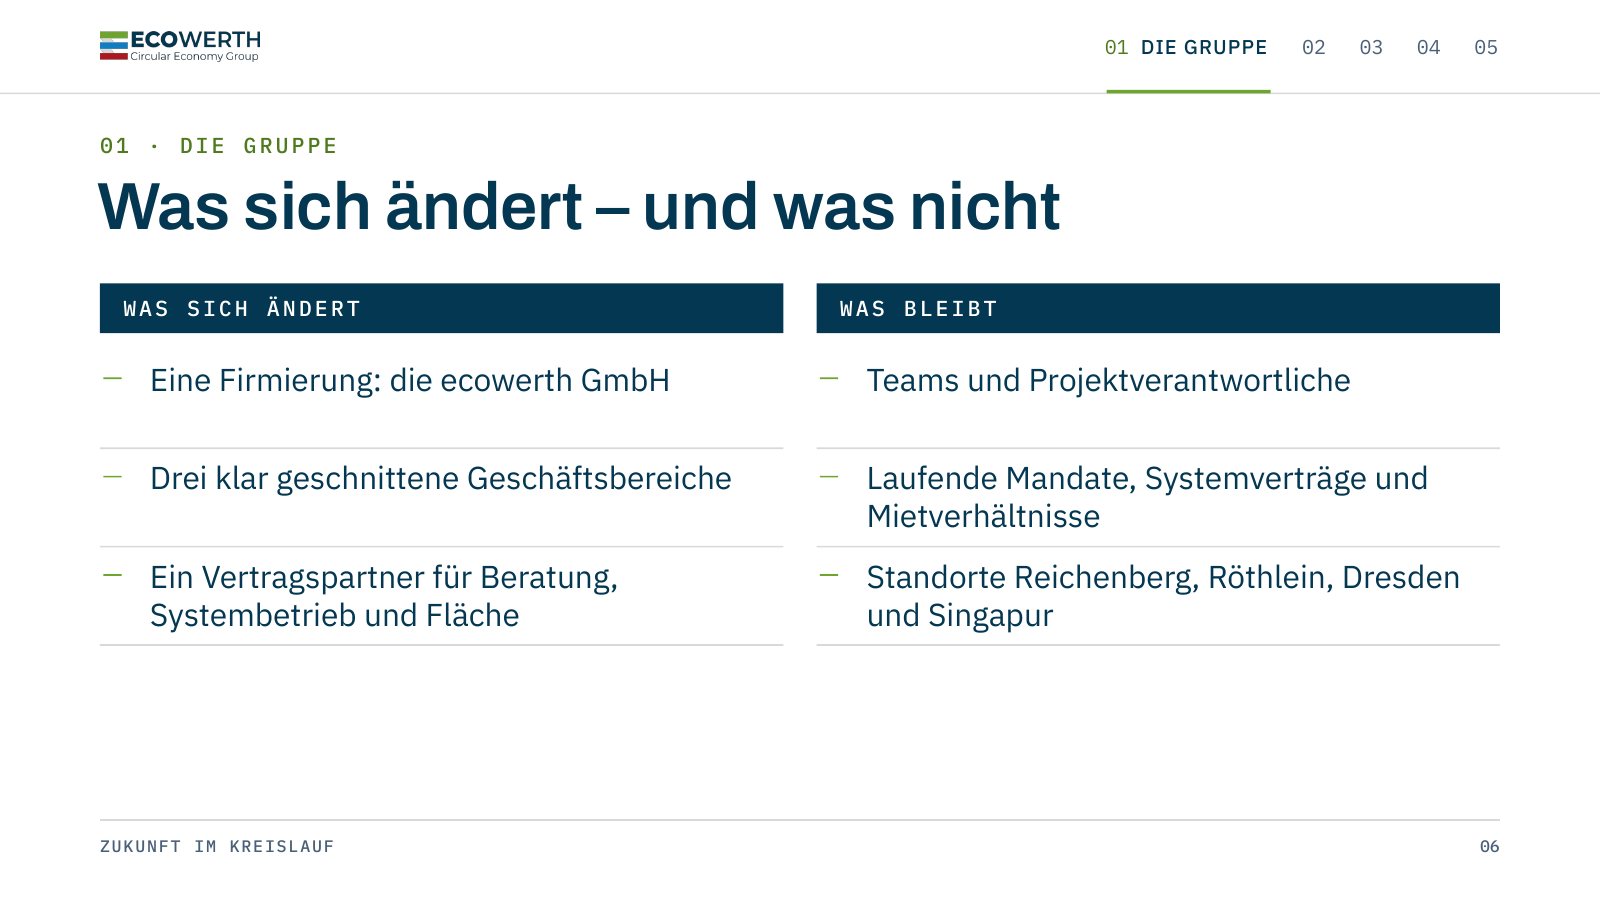 ECOWERTH
Circular Economy Group
01 DIE GRUPPE 02 03 04 05
01 · DIE GRUPPE
Was sich ändert – und was nicht
WAS SICH ÄNDERT
— Eine Firmierung: die ecowerth GmbH
— Drei klar geschnittene Geschäftsbereiche
— Ein Vertragspartner für Beratung,
Systembetrieb und Fläche
WAS BLEIBT
— Teams und Projektverantwortliche
— Laufende Mandate, Systemverträge und
Mietverhältnisse
— Standorte Reichenberg, Röthlein, Dresden
und Singapur
ZUKUNFT IM KREISLAUF
06